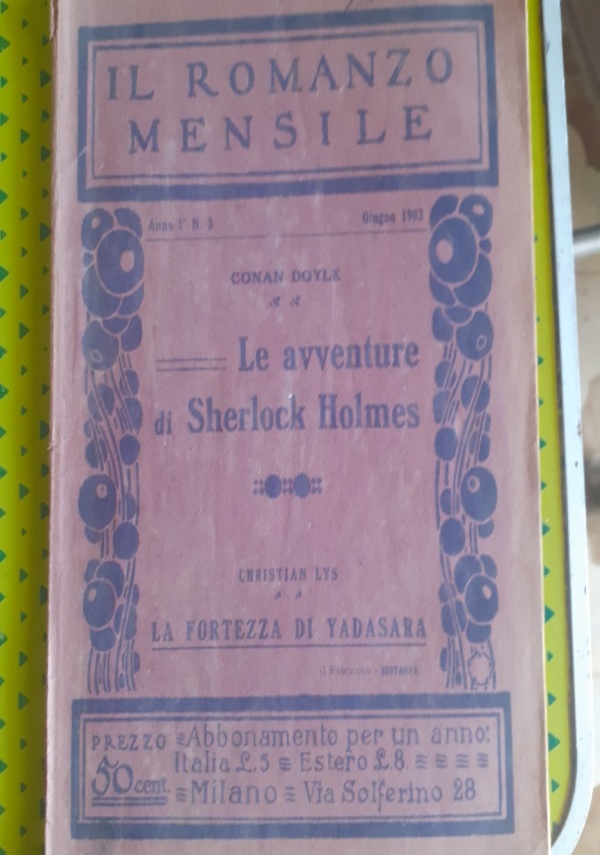 IL ROMANZO
MENSILE
Anno 1° N. 3
Giugno 1903
CONAN DOYLE
Le avventure
di Sherlock Holmes
CHRISTIAN LYS
LA FORTEZZA DI YADASARA
PREZZO
50 cent.
Abbonamento per un anno:
Italia £.5 Estero £.8
Milano Via Solferino 28